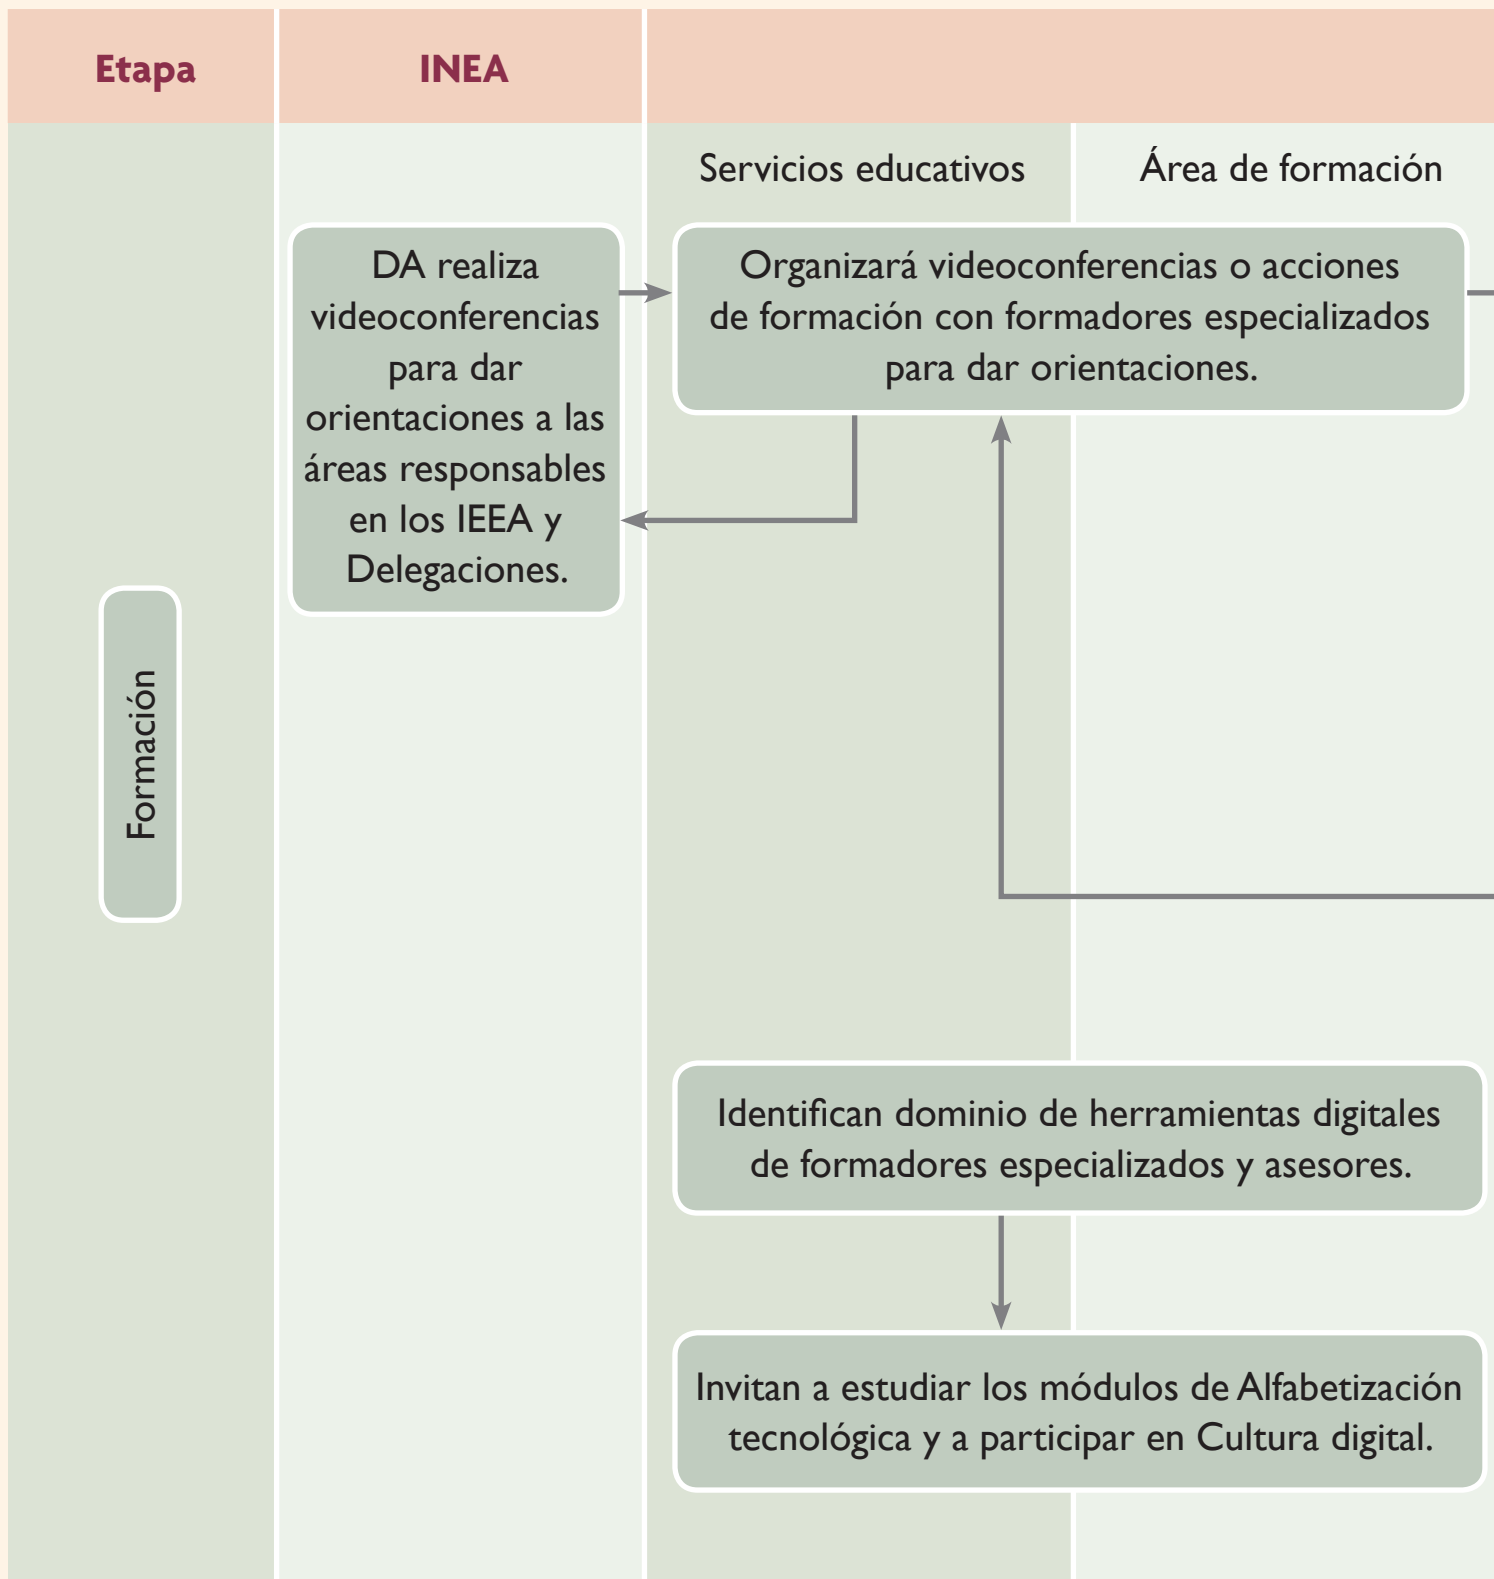 Etapa
INEA
Servicios educativos
Área de formación
DA realiza
videoconferencias
para dar
orientaciones a las
áreas responsables
en los IEEA y
Delegaciones.
Organizará videoconferencias o acciones
de formación con formadores especializados
para dar orientaciones.
Formación
Identifican dominio de herramientas digitales
de formadores especializados y asesores.
Invitan a estudiar los módulos de Alfabetización
tecnológica y a participar en Cultura digital.